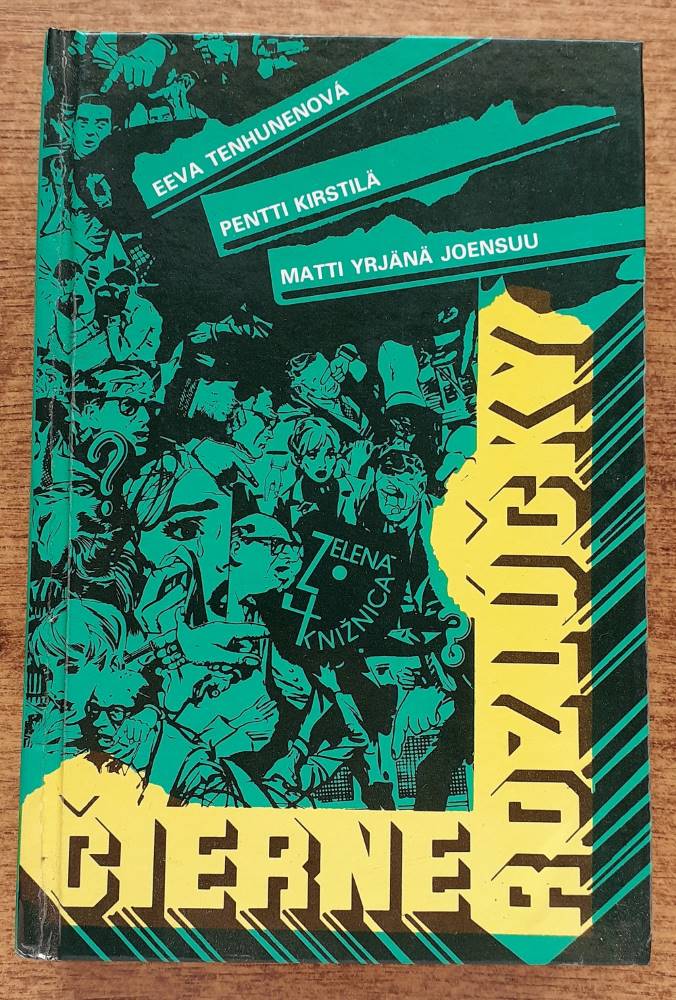 EEVA TENHUNENOVÁ
PENTTI KIRSTILÄ
MATTI YRJÄNÄ JOENSUU
ZELENÁ
KNIŽNICA
ČIERNE
ROZLÚČKY